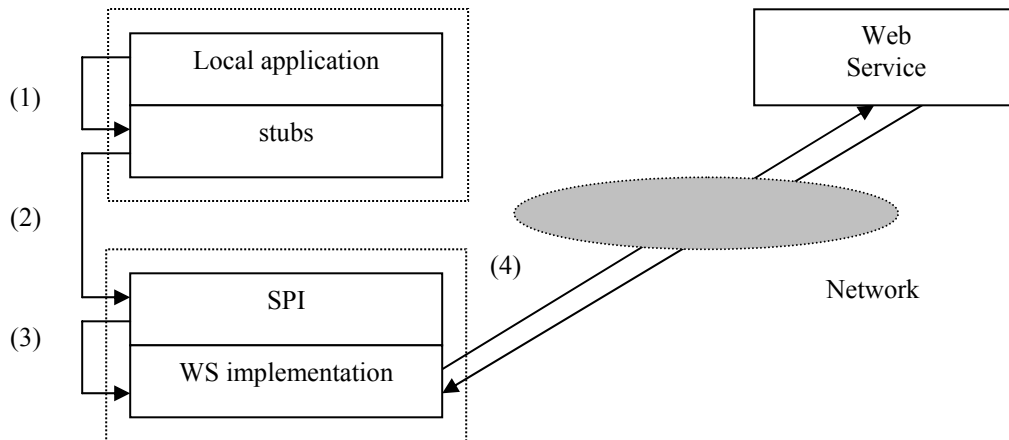 Local application
(1)
stubs
(2)
SPI
(3)
WS implementation
(4)
Web
Service
Network